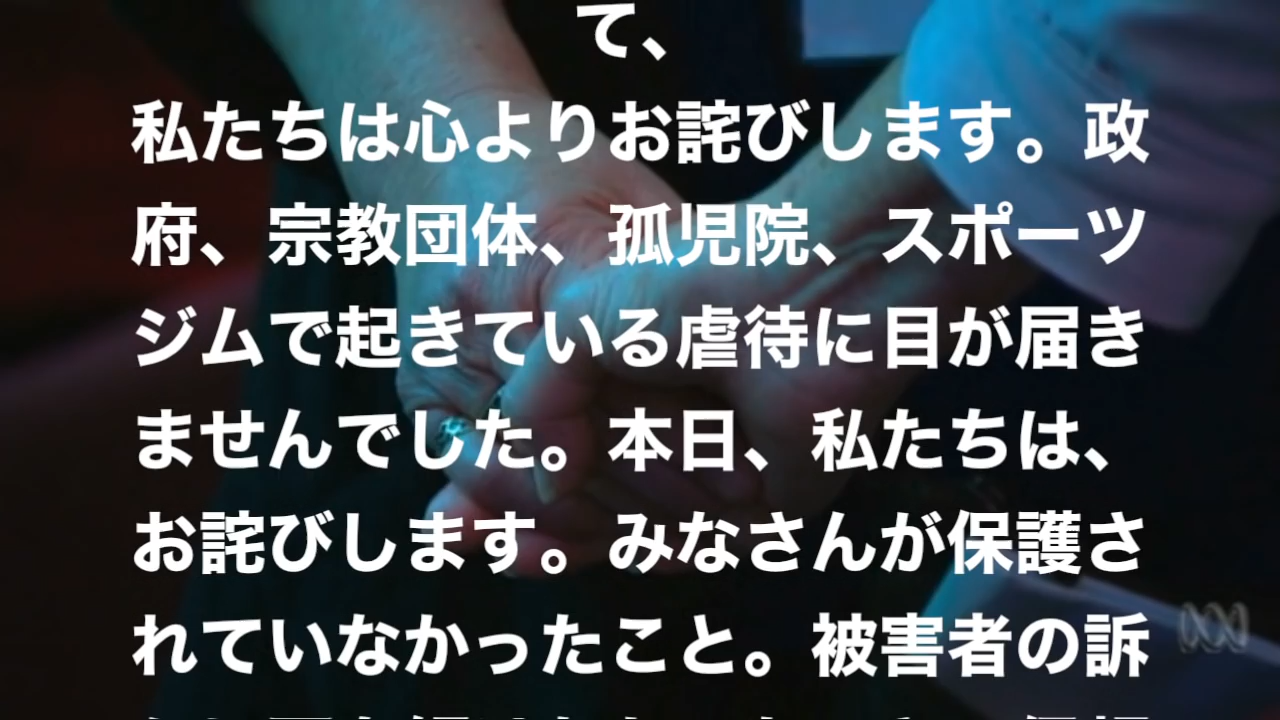 て、
私たちは心よりお詫びします。政
府、宗教団体、孤児院、スポーツ
ジムで起きている虐待に目が届き
ませんでした。本日、私たちは、
お詫びします。みなさんが保護さ
れていなかったこと。被害者の訴